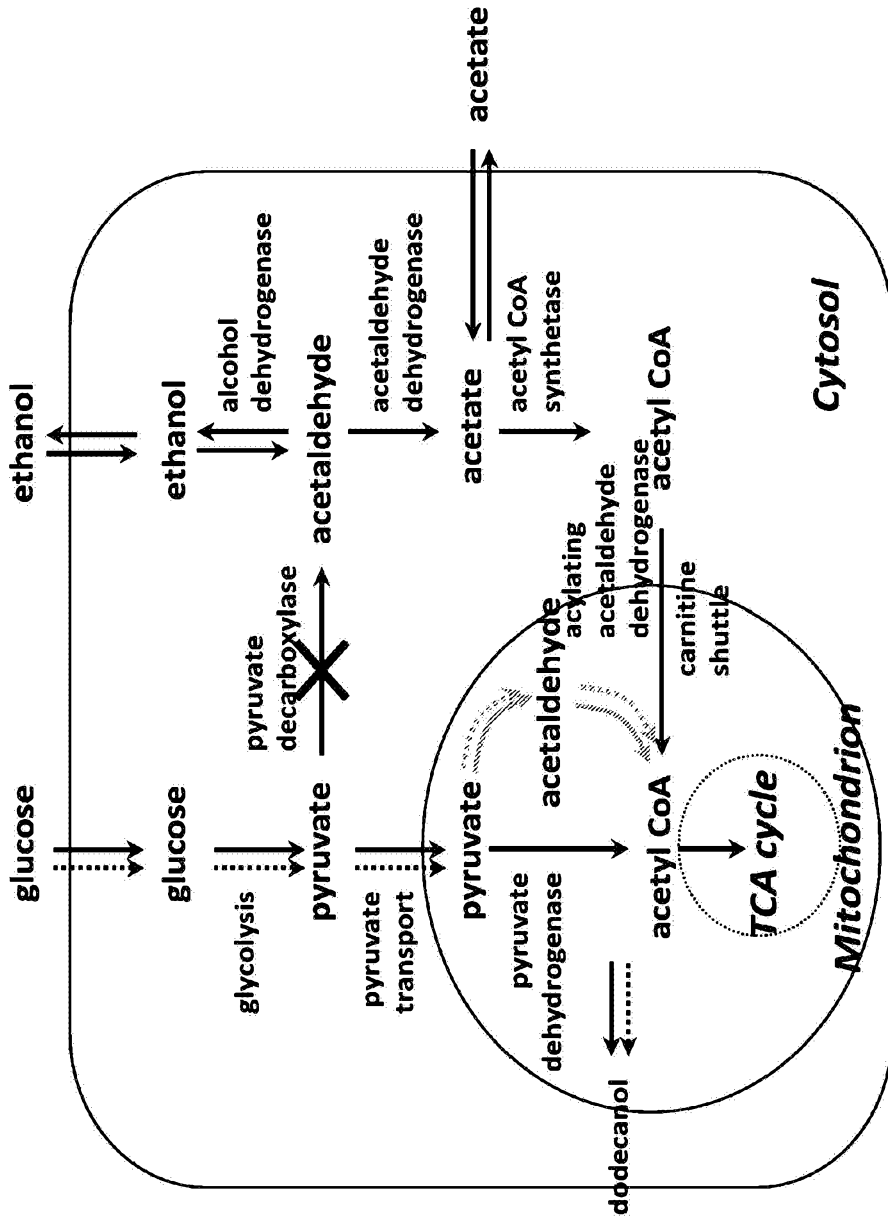 glucose
ethanol
glucose
ethanol
glycolysis
alcohol
dehydrogenase
pyruvate
pyruvate
decarboxylase
acetaldehyde
pyruvate
transport
acetaldehyde
dehydrogenase
pyruvate
acetate
acetate
pyruvate
dehydrogenase
acetaldehyde
acylating
acetaldehyde
dehydrogenase
acetyl CoA
synthetase
dodecanol
acetyl CoA
acetyl CoA
carnitine
shuttle
TCA cycle
Mitochondrion
Cytosol